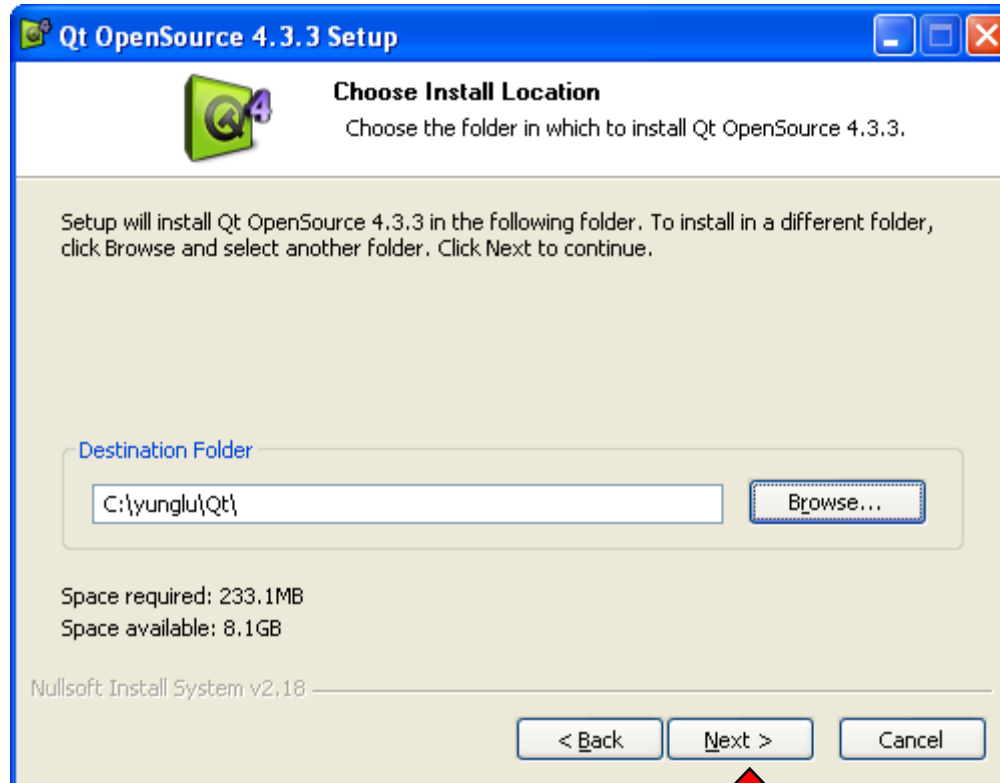 Qt OpenSource 4.3.3 Setup
Choose Install Location
Choose the folder in which to install Qt OpenSource 4.3.3.
Setup will install Qt OpenSource 4.3.3 in the following folder. To install in a different folder,
click Browse and select another folder. Click Next to continue.
Destination Folder
C:\yunglu\Qt\
Browse...
Space required: 233.1MB
Space available: 8.1GB
Nullsoft Install System v2.18
< Back
Next >
Cancel